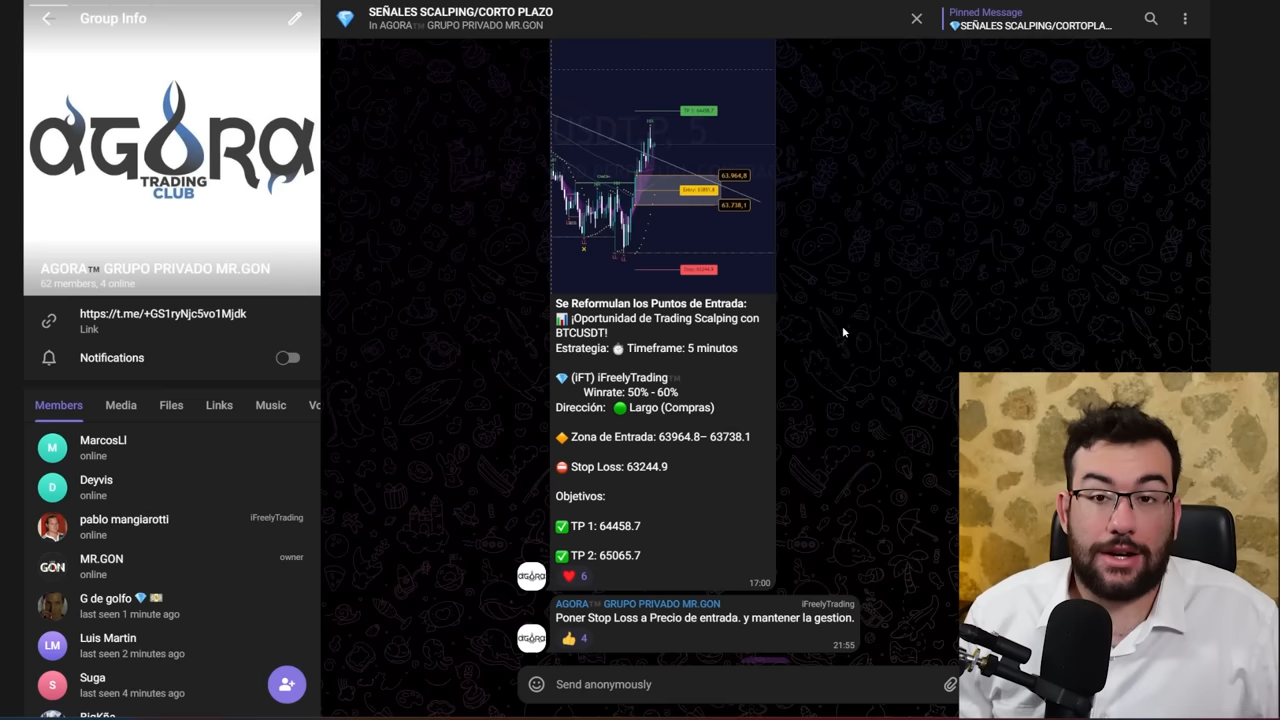 Group Info
AGORA
TRADING
CLUB
AGORA™ GRUPO PRIVADO MR.GON
62 members, 4 online
https://t.me/+GS1ryNjc5vo1Mjdk
Link
Notifications
Members Media Files Links Music Vo
MarcosLl
online
Deyvis
online
pablo mangiarotti iFreelyTrading
online
GON
MR.GON owner
online
G de golfo 💎
last seen 1 minute ago
LM
Luis Martin
last seen 2 minutes ago
S
Suga
last seen 4 minutes ago
SEÑALES SCALPING/CORTO PLAZO
In AGORA™ GRUPO PRIVADO MR.GON
Pinned Message
💎SEÑALES SCALPING/CORTOPLA...
63.964,8
63.738,1
Se Reformulan los Puntos de Entrada:
📊 ¡Oportunidad de Trading Scalping con
BTCUSDT!
Estrategia: ⏱ Timeframe: 5 minutos
💎 (iFT) iFreelyTrading™
Winrate: 50% - 60%
Dirección: 🟢 Largo (Compras)
🔶 Zona de Entrada: 63964.8– 63738.1
⛔ Stop Loss: 63244.9
Objetivos:
✅ TP 1: 64458.7
✅ TP 2: 65065.7
❤️ 6
17:00
AGORA™ GRUPO PRIVADO MR.GON iFreelyTrading
Poner Stop Loss a Precio de entrada. y mantener la gestion.
👍 4
21:55
Send anonymously